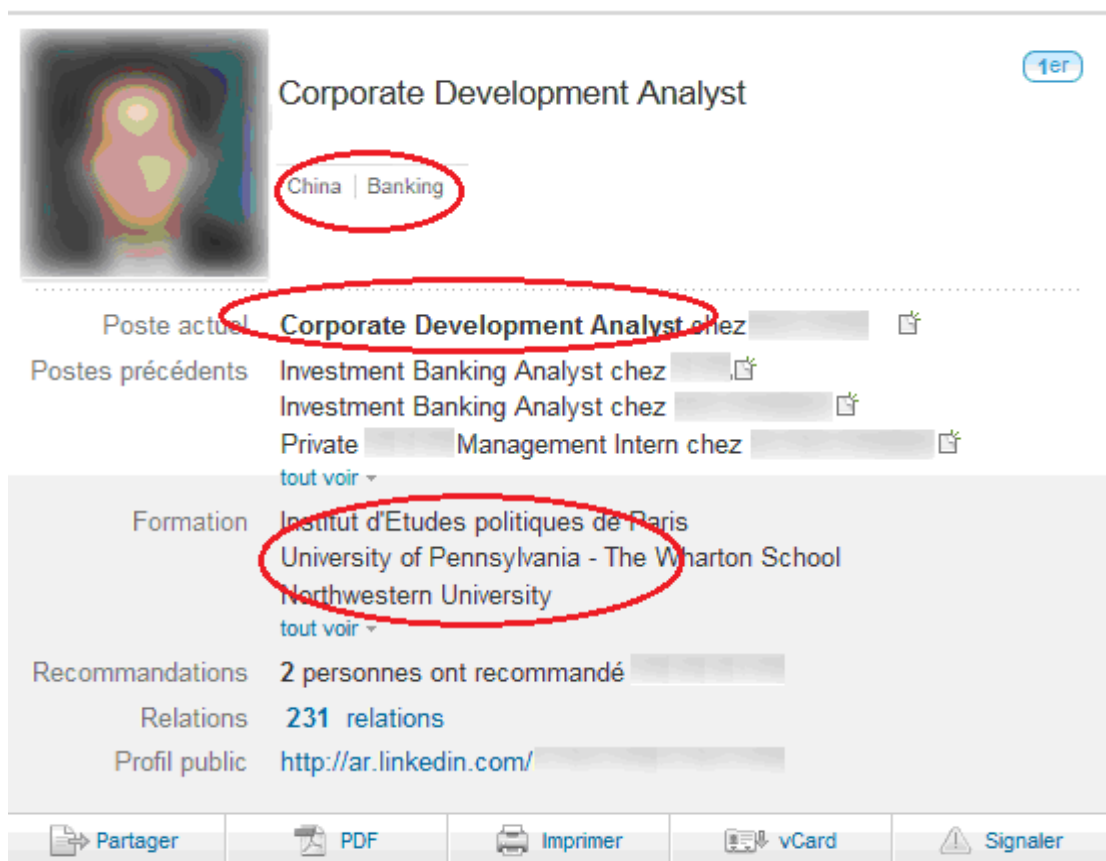 1er
Corporate Development Analyst
China | Banking
Poste actuel Corporate Development Analyst chez
Postes précédents Investment Banking Analyst chez
Investment Banking Analyst chez
Private Management Intern chez
tout voir
Formation Institut d'Etudes politiques de Paris
University of Pennsylvania - The Wharton School
Northwestern University
tout voir
Recommandations 2 personnes ont recommandé
Relations 231 relations
Profil public http://ar.linkedin.com/
Partager PDF Imprimer vCard Signaler